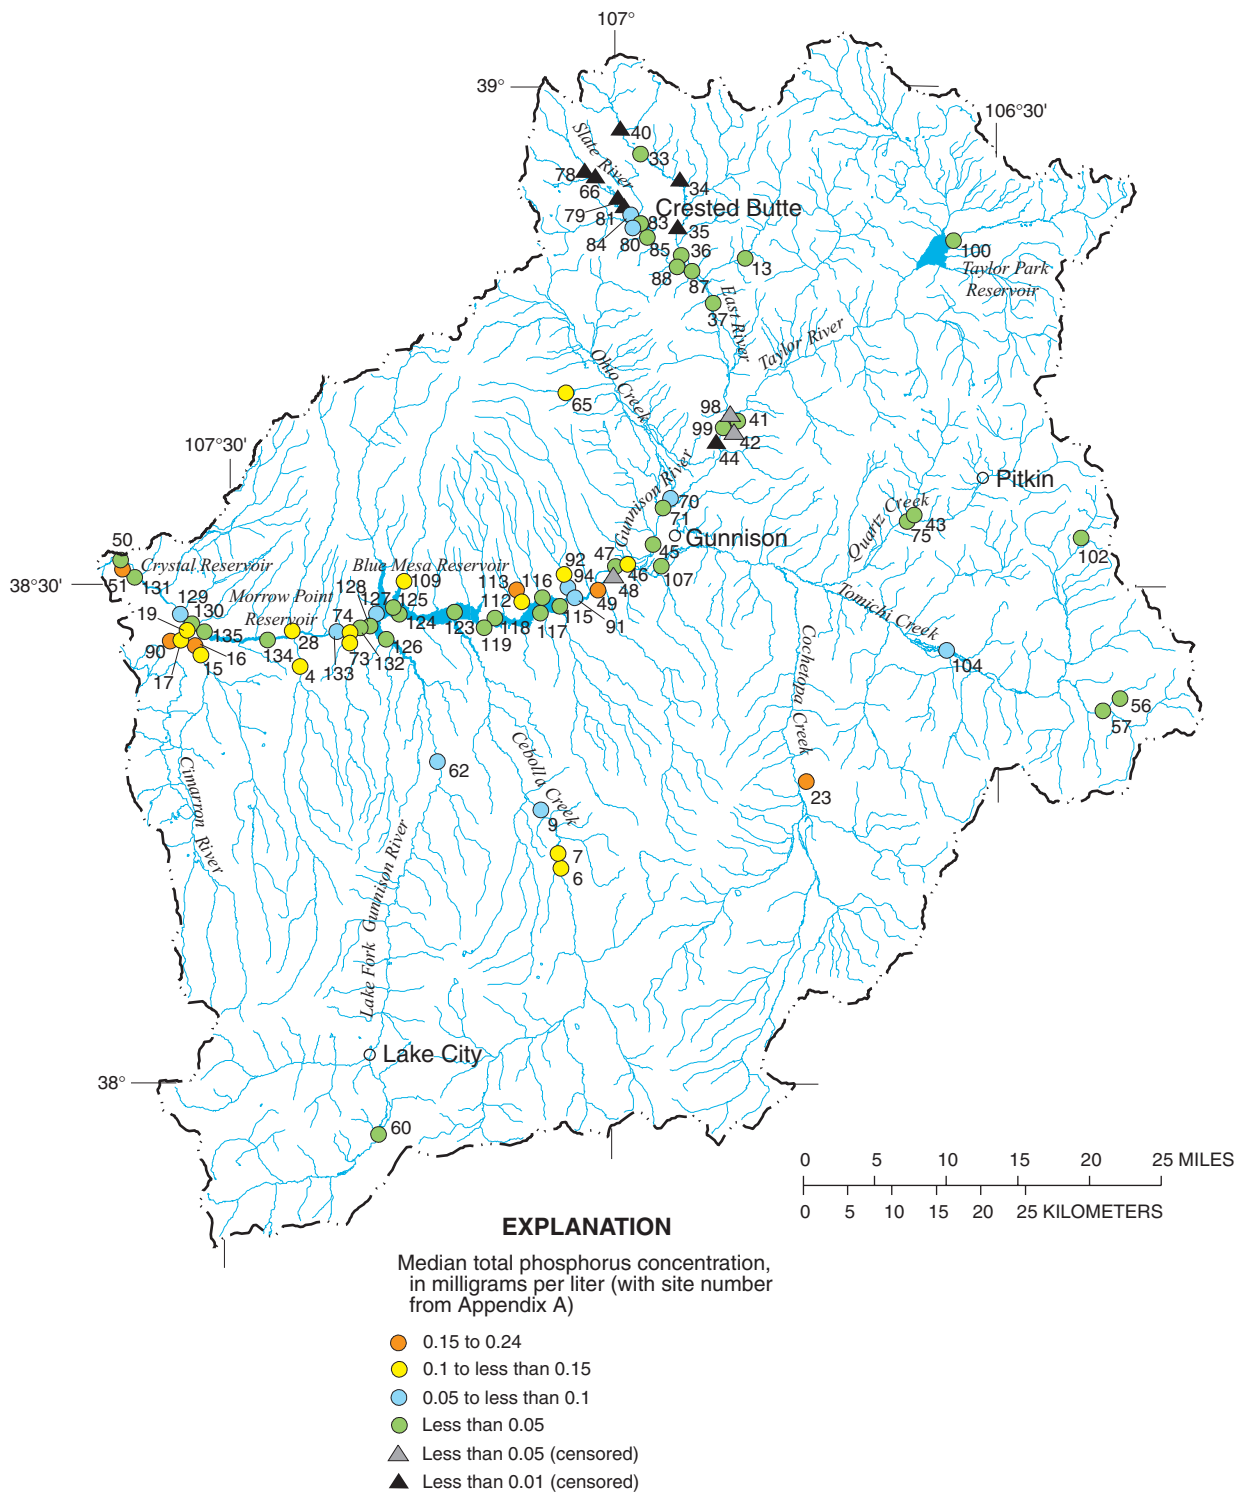 107°
39°
106°30'
40
33
Slate River
78
66
34
79
81
Crested Butte
83
35
84
80
85
36
13
100
88
87
Taylor Park
Reservoir
37
East River
Taylor River
Ohio Creek
65
98
41
99
42
44
107°30'
Gunnison River
Pitkin
70
71
Quartz Creek
43
75
Gunnison
45
102
50
Crystal Reservoir
Blue Mesa Reservoir
92
47
46
107
38°30'
51
131
128
109
113
116
94
48
129
Morrow Point
Reservoir
127
125
112
49
19
130
74
124
115
91
135
28
123
118
117
Tomichi Creek
90
16
134
133
73
132
126
119
17
15
4
104
Cochetopa Creek
56
57
Cimarron River
62
Cebolla Creek
23
9
7
6
Lake Fork Gunnison River
Lake City
38°
60
0 5 10 15 20 25 MILES
0 5 10 15 20 25 KILOMETERS
EXPLANATION
Median total phosphorus concentration,
in milligrams per liter (with site number
from Appendix A)
0.15 to 0.24
0.1 to less than 0.15
0.05 to less than 0.1
Less than 0.05
Less than 0.05 (censored)
Less than 0.01 (censored)